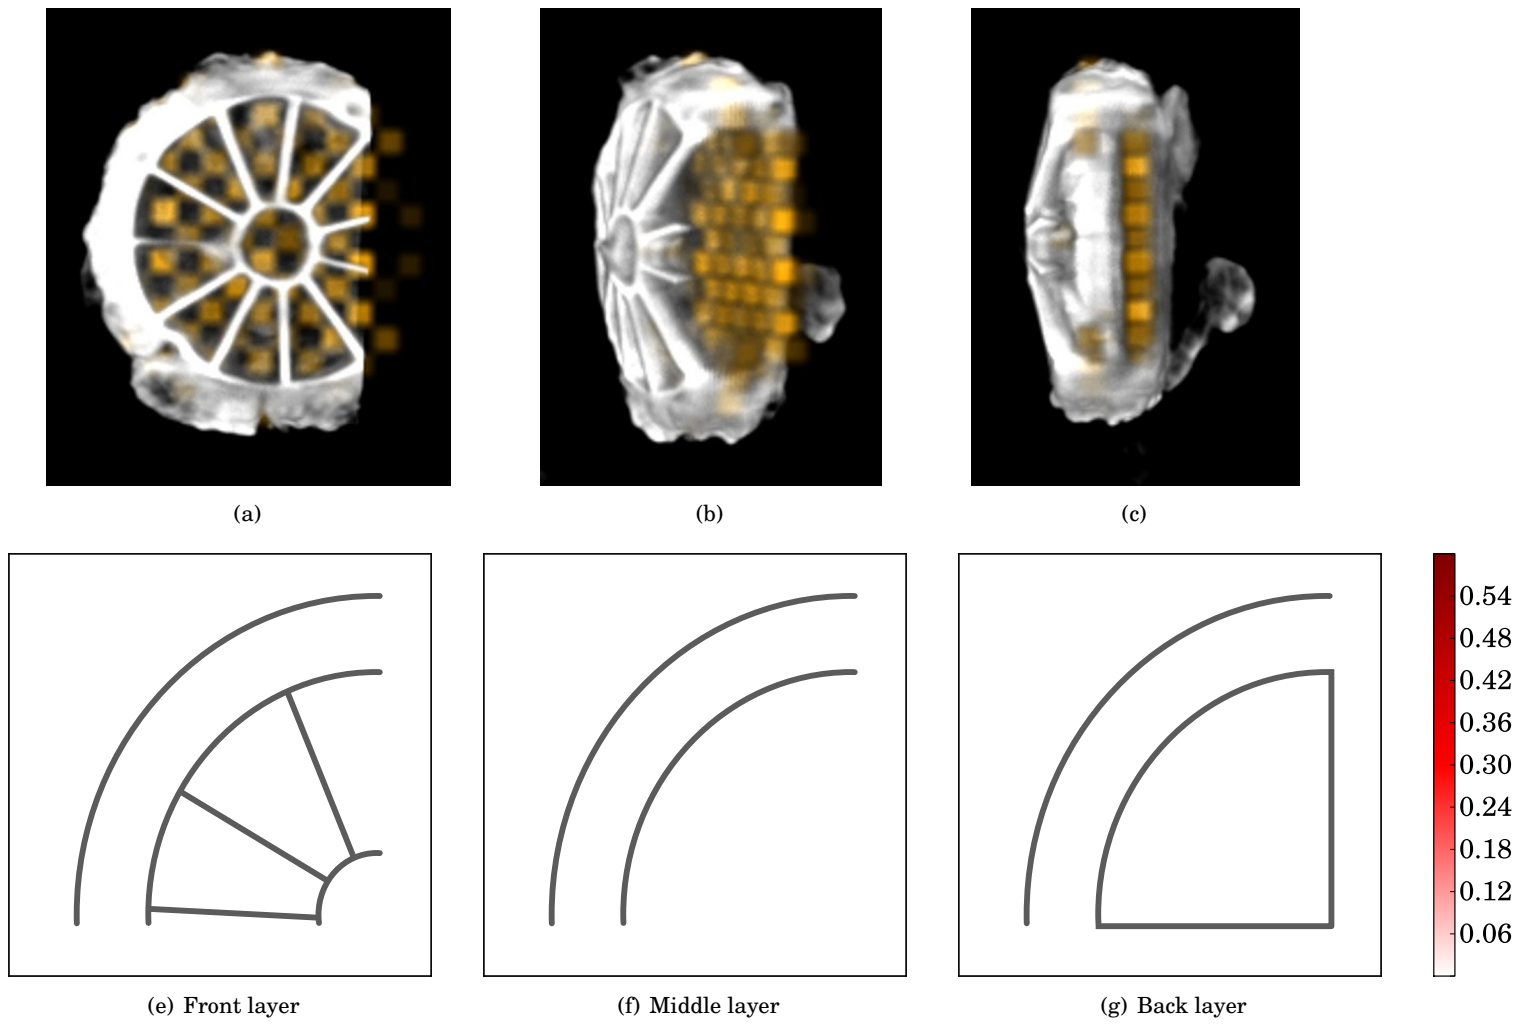 (a)
(b)
(c)
0.54
0.48
0.42
0.36
0.30
0.24
0.18
0.12
0.06
(e) Front layer
(f) Middle layer
(g) Back layer